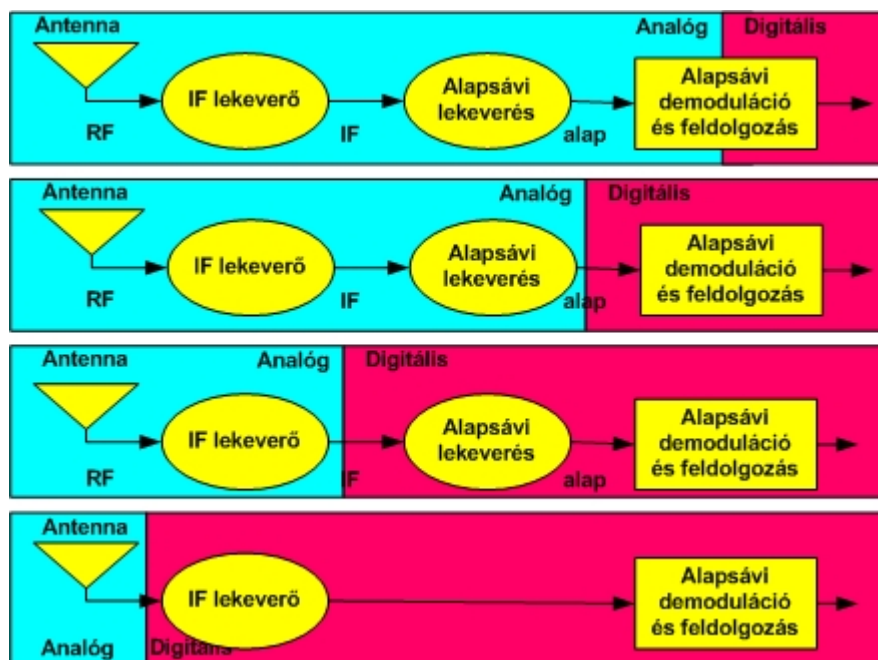 Antenna
Analóg
Digitális
IF lekeverő
Alapsávi
lekeverés
Alapsávi
demoduláció
és feldolgozás
RF
IF
alap
Antenna
Analóg
Digitális
IF lekeverő
Alapsávi
lekeverés
Alapsávi
demoduláció
és feldolgozás
RF
IF
alap
Antenna
Analóg
Digitális
IF lekeverő
Alapsávi
lekeverés
Alapsávi
demoduláció
és feldolgozás
RF
IF
alap
Antenna
IF lekeverő
Alapsávi
demoduláció
és feldolgozás
Analóg
Digitális